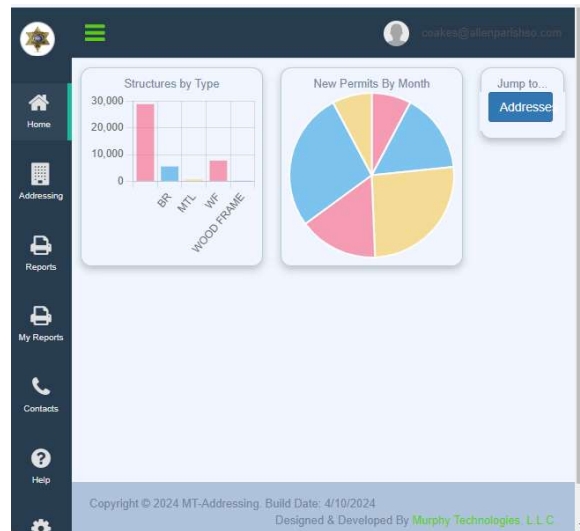 coakes@allenparishso.com
Home
Addressing
Reports
My Reports
Contacts
Help
Structures by Type
30,000
20,000
10,000
0
BR
MTL
WF
WOOD FRAME
New Permits By Month
Jump to...
Addresses
Copyright © 2024 MT-Addressing. Build Date: 4/10/2024
Designed & Developed By Murphy Technologies, L.L.C.